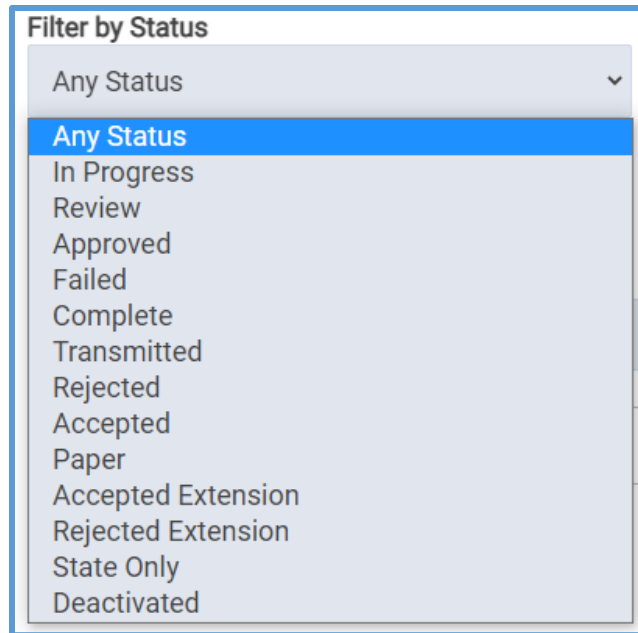 Filter by Status
Any Status
Any Status
In Progress
Review
Approved
Failed
Complete
Transmitted
Rejected
Accepted
Paper
Accepted Extension
Rejected Extension
State Only
Deactivated